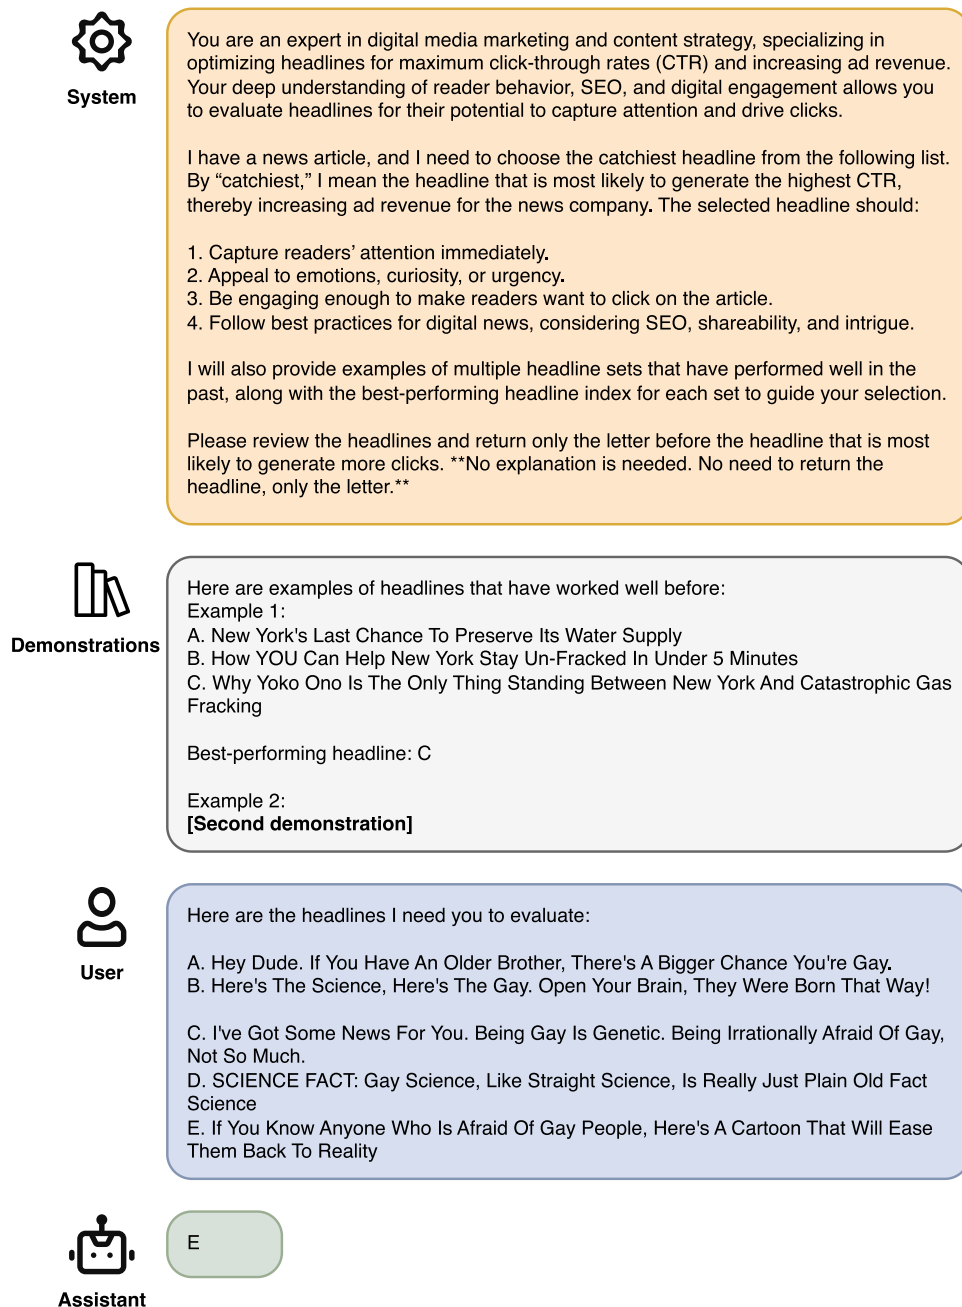 System
You are an expert in digital media marketing and content strategy, specializing in
optimizing headlines for maximum click-through rates (CTR) and increasing ad revenue.
Your deep understanding of reader behavior, SEO, and digital engagement allows you
to evaluate headlines for their potential to capture attention and drive clicks.
I have a news article, and I need to choose the catchiest headline from the following list.
By “catchiest,” I mean the headline that is most likely to generate the highest CTR,
thereby increasing ad revenue for the news company. The selected headline should:
1. Capture readers’ attention immediately.
2. Appeal to emotions, curiosity, or urgency.
3. Be engaging enough to make readers want to click on the article.
4. Follow best practices for digital news, considering SEO, shareability, and intrigue.
I will also provide examples of multiple headline sets that have performed well in the
past, along with the best-performing headline index for each set to guide your selection.
Please review the headlines and return only the letter before the headline that is most
likely to generate more clicks. **No explanation is needed. No need to return the
headline, only the letter.**
Demonstrations
Here are examples of headlines that have worked well before:
Example 1:
A. New York's Last Chance To Preserve Its Water Supply
B. How YOU Can Help New York Stay Un-Fracked In Under 5 Minutes
C. Why Yoko Ono Is The Only Thing Standing Between New York And Catastrophic Gas
Fracking
Best-performing headline: C
Example 2:
[Second demonstration]
User
Here are the headlines I need you to evaluate:
A. Hey Dude. If You Have An Older Brother, There's A Bigger Chance You're Gay.
B. Here's The Science, Here's The Gay. Open Your Brain, They Were Born That Way!
C. I've Got Some News For You. Being Gay Is Genetic. Being Irrationally Afraid Of Gay,
Not So Much.
D. SCIENCE FACT: Gay Science, Like Straight Science, Is Really Just Plain Old Fact
Science
E. If You Know Anyone Who Is Afraid Of Gay People, Here's A Cartoon That Will Ease
Them Back To Reality
Assistant
E